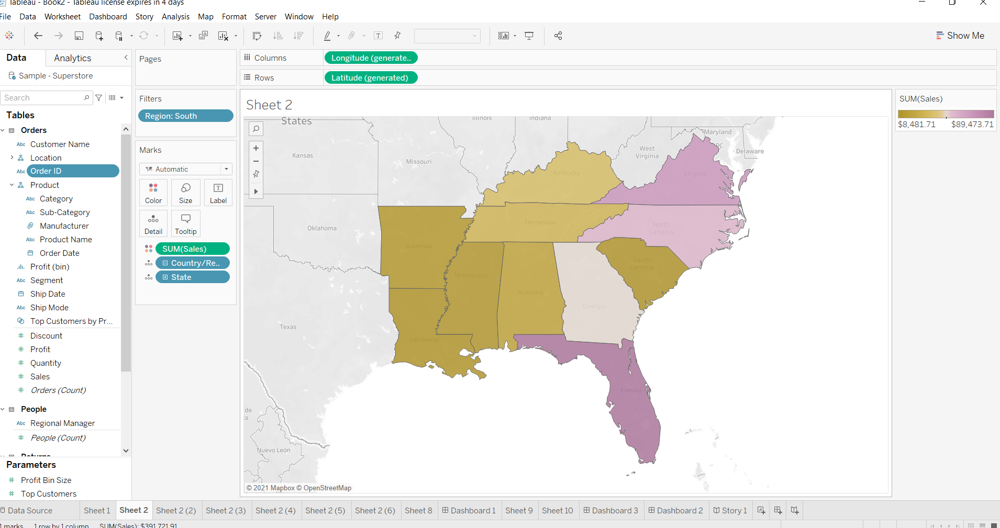 Tableau - Book2 - Tableau license expires in 4 days
File Data Worksheet Dashboard Story Analysis Map Format Server Window Help
Show Me
Data Analytics
Sample - Superstore
Search
Tables
Orders
Abc Customer Name
Location
Abc Order ID
Product
Abc Category
Abc Sub-Category
Manufacturer
Abc Product Name
Order Date
Profit (bin)
Abc Segment
Ship Date
Abc Ship Mode
Top Customers by Pr...
# Discount
# Profit
# Quantity
# Sales
# Orders (Count)
People
Abc Regional Manager
# People (Count)
Returns
Parameters
# Profit Bin Size
# Top Customers
Pages
Filters
Region: South
Marks
Automatic
Color Size Label
Detail Tooltip
SUM(Sales)
Country/Re..
State
Columns Longitude (generate..
Rows Latitude (generated)
Sheet 2
States
Illinois
Indiana
Maryland
DC
Delaware
West
Virginia
Kansas
Missouri
Kentucky
Virginia
Oklahoma
Arkansas
Tennessee
North
Carolina
South
Carolina
Mississippi
Alabama
Georgia
Texas
Louisiana
Florida
de
za
Nuevo León
© 2021 Mapbox © OpenStreetMap
SUM(Sales)
$8,481.71 $89,473.71
Data Source Sheet 1 Sheet 2 Sheet 2 (2) Sheet 2 (3) Sheet 2 (4) Sheet 2 (5) Sheet 2 (6) Sheet 8 Dashboard 1 Sheet 9 Sheet 10 Dashboard 3 Dashboard 2 Story 1
1 marks 1 row by 1 column SUM(Sales): $391,721.91